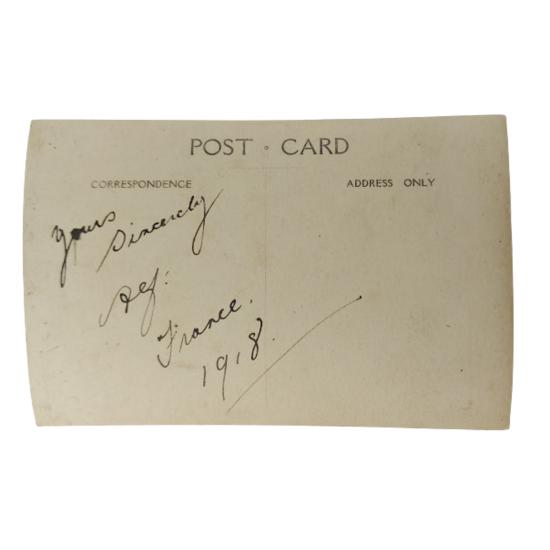 POST CARD
CORRESPONDENCE
ADDRESS ONLY
Yours
Sincerely
France.
1918.